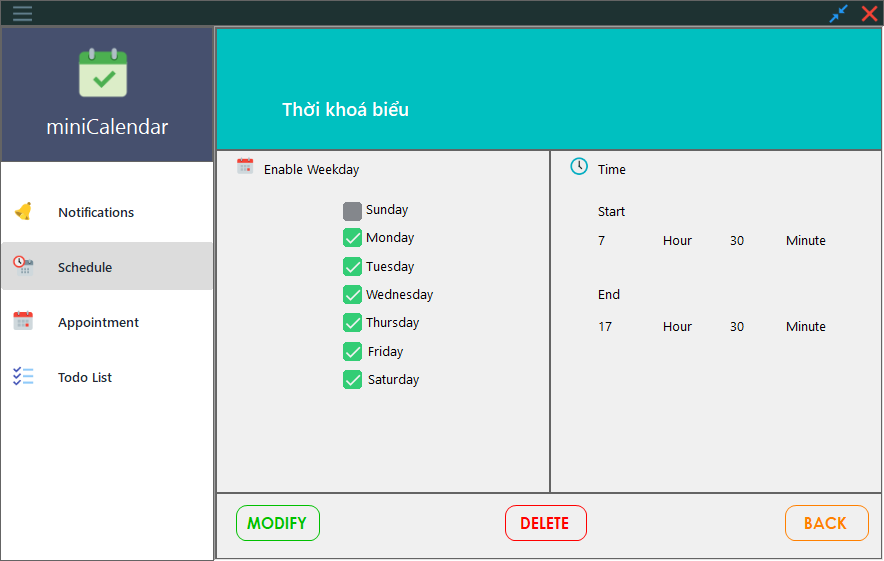 miniCalendar
Notifications
Schedule
Appointment
Todo List
Thời khoá biểu
Enable Weekday
Sunday
Monday
Tuesday
Wednesday
Thursday
Friday
Saturday
Time
Start
7 Hour 30 Minute
End
17 Hour 30 Minute
MODIFY DELETE BACK